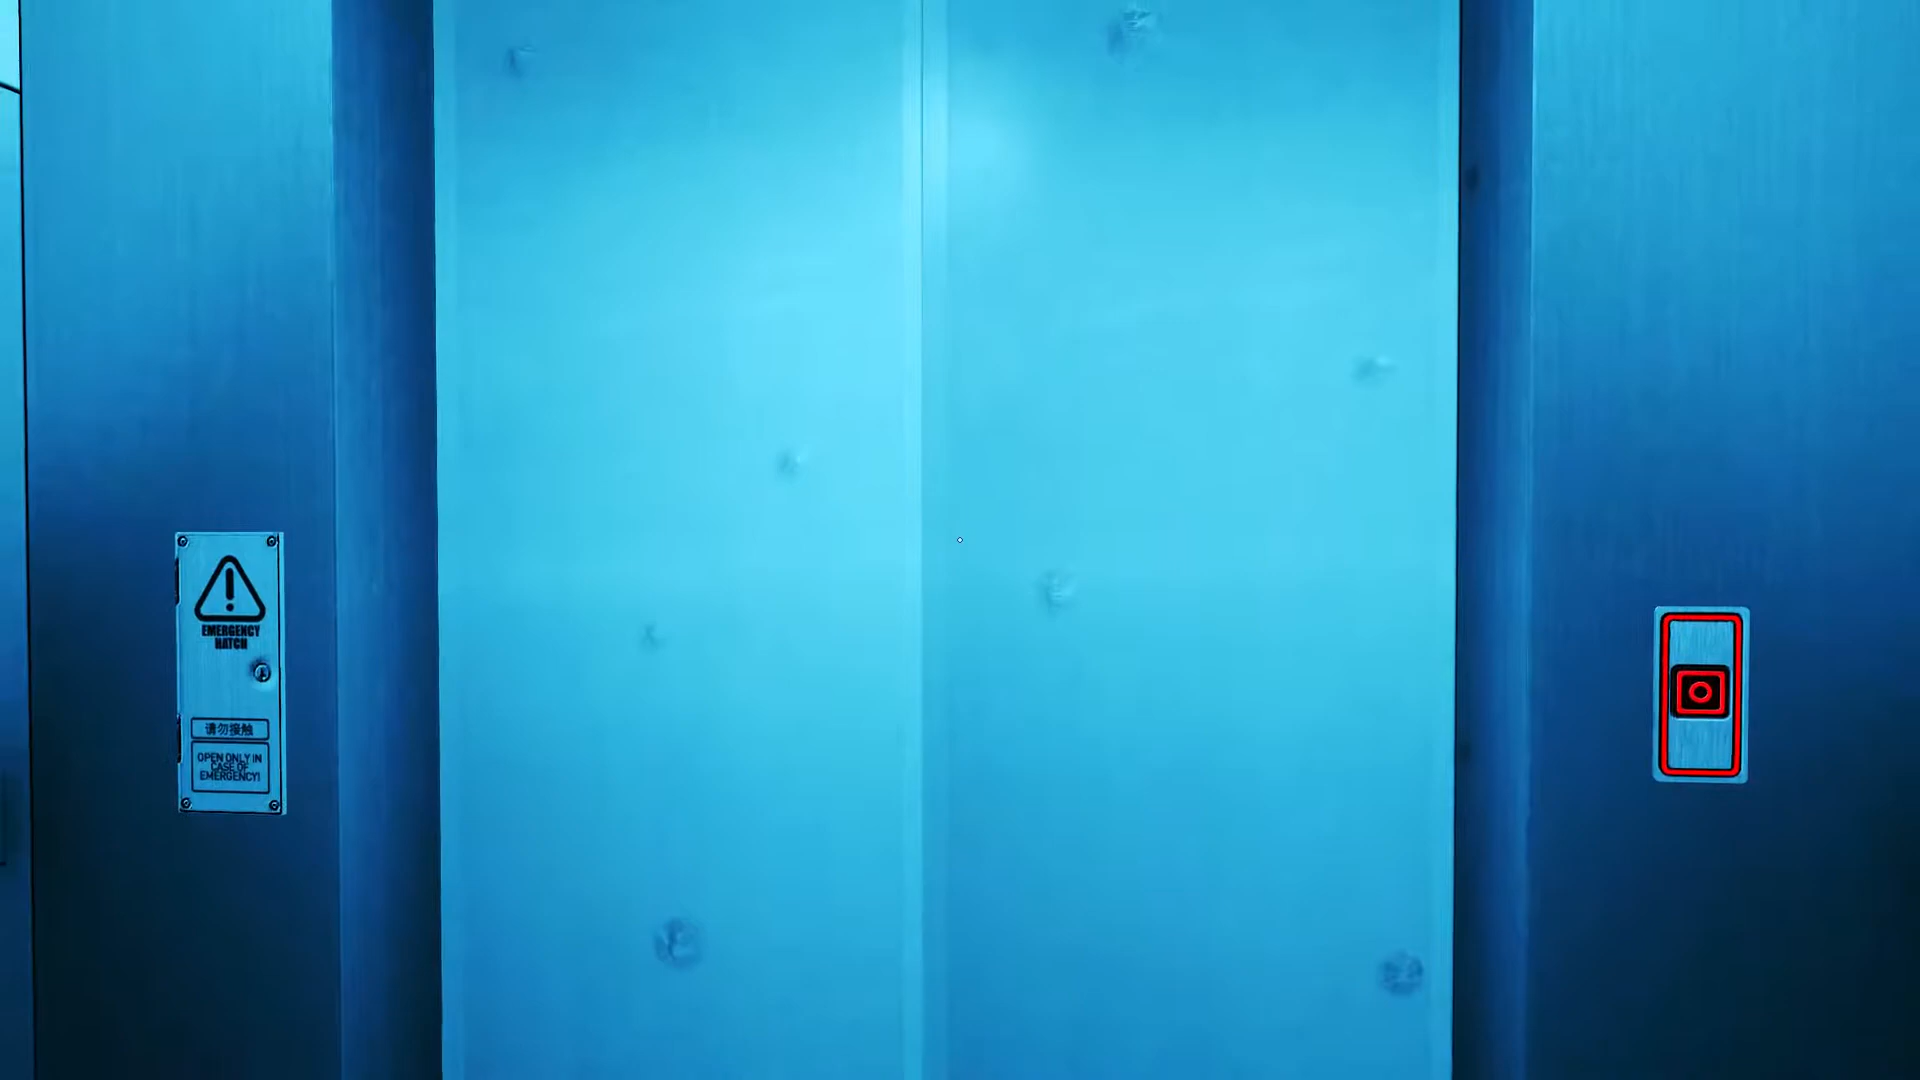 EMERGENCY
HATCH
请勿接触
OPEN ONLY IN
CASE OF
EMERGENCY!